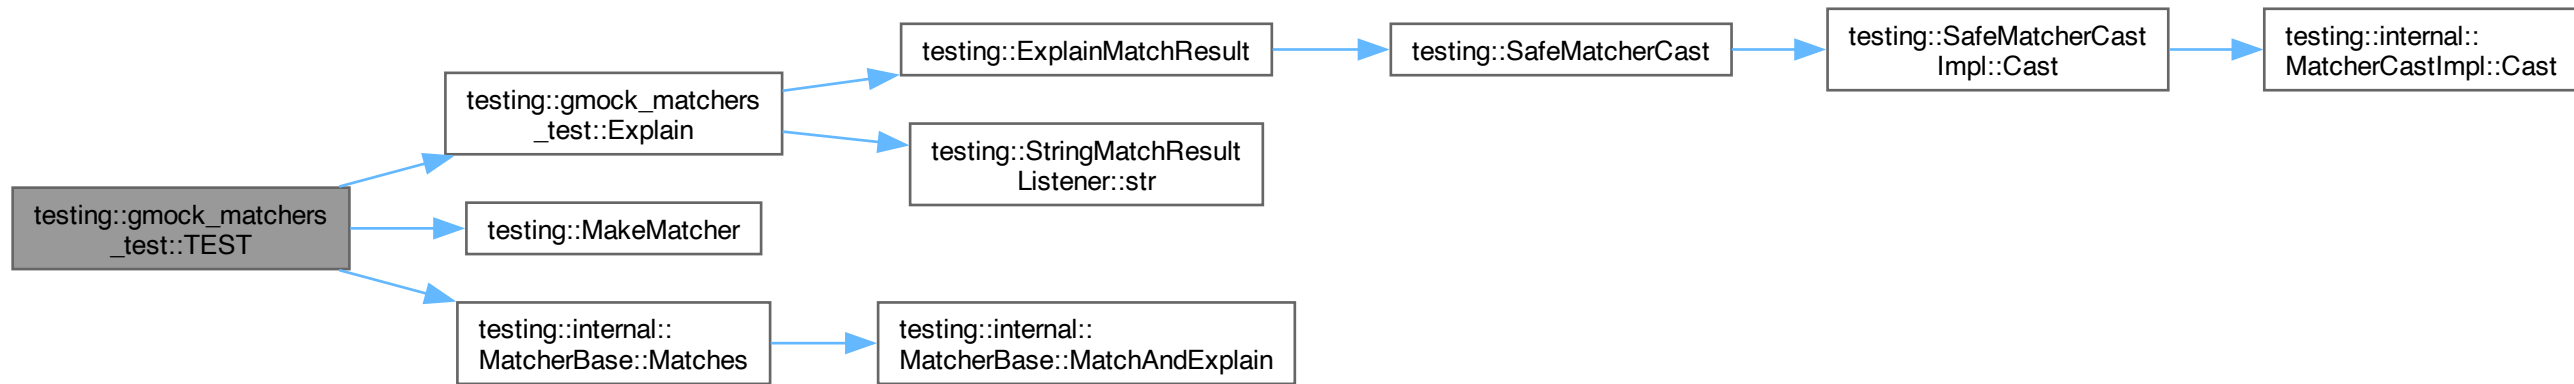 testing::gmock_matchers
_test::TEST
testing::gmock_matchers
_test::Explain
testing::ExplainMatchResult
testing::SafeMatcherCast
testing::SafeMatcherCast
Impl::Cast
testing::internal::
MatcherCastImpl::Cast
testing::StringMatchResult
Listener::str
testing::MakeMatcher
testing::internal::
MatcherBase::Matches
testing::internal::
MatcherBase::MatchAndExplain